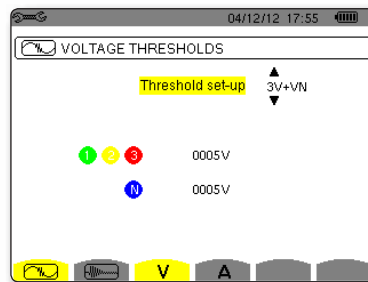 04/12/12 17:55
VOLTAGE THRESHOLDS
Threshold set-up 3V+VN
1 2 3 0005V
N 0005V
V A